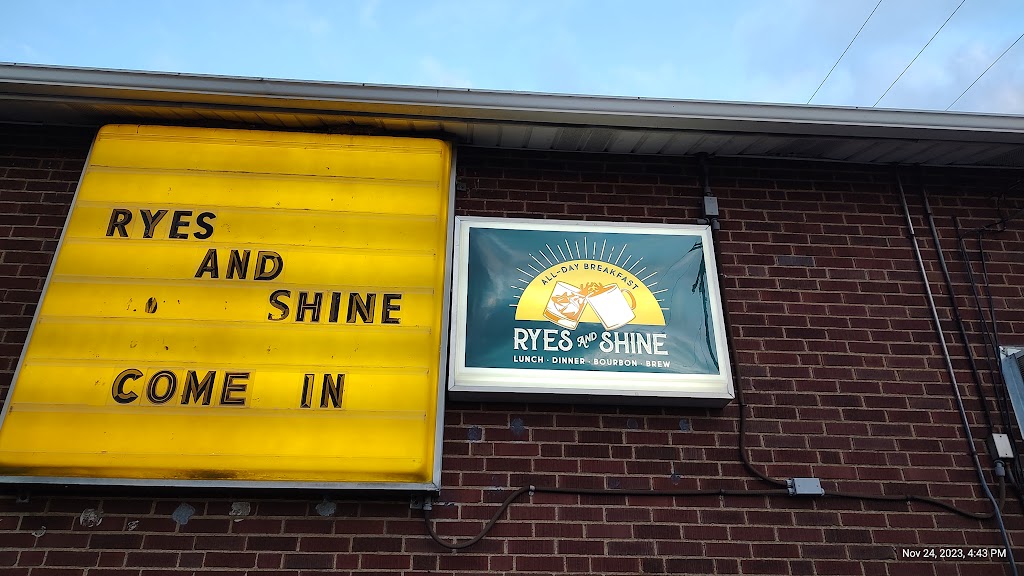 RYES
AND
SHINE
COME IN
ALL-DAY BREAKFAST
RYES AND SHINE
LUNCH · DINNER · BOURBON · BREW
Nov 24, 2023, 4:43 PM